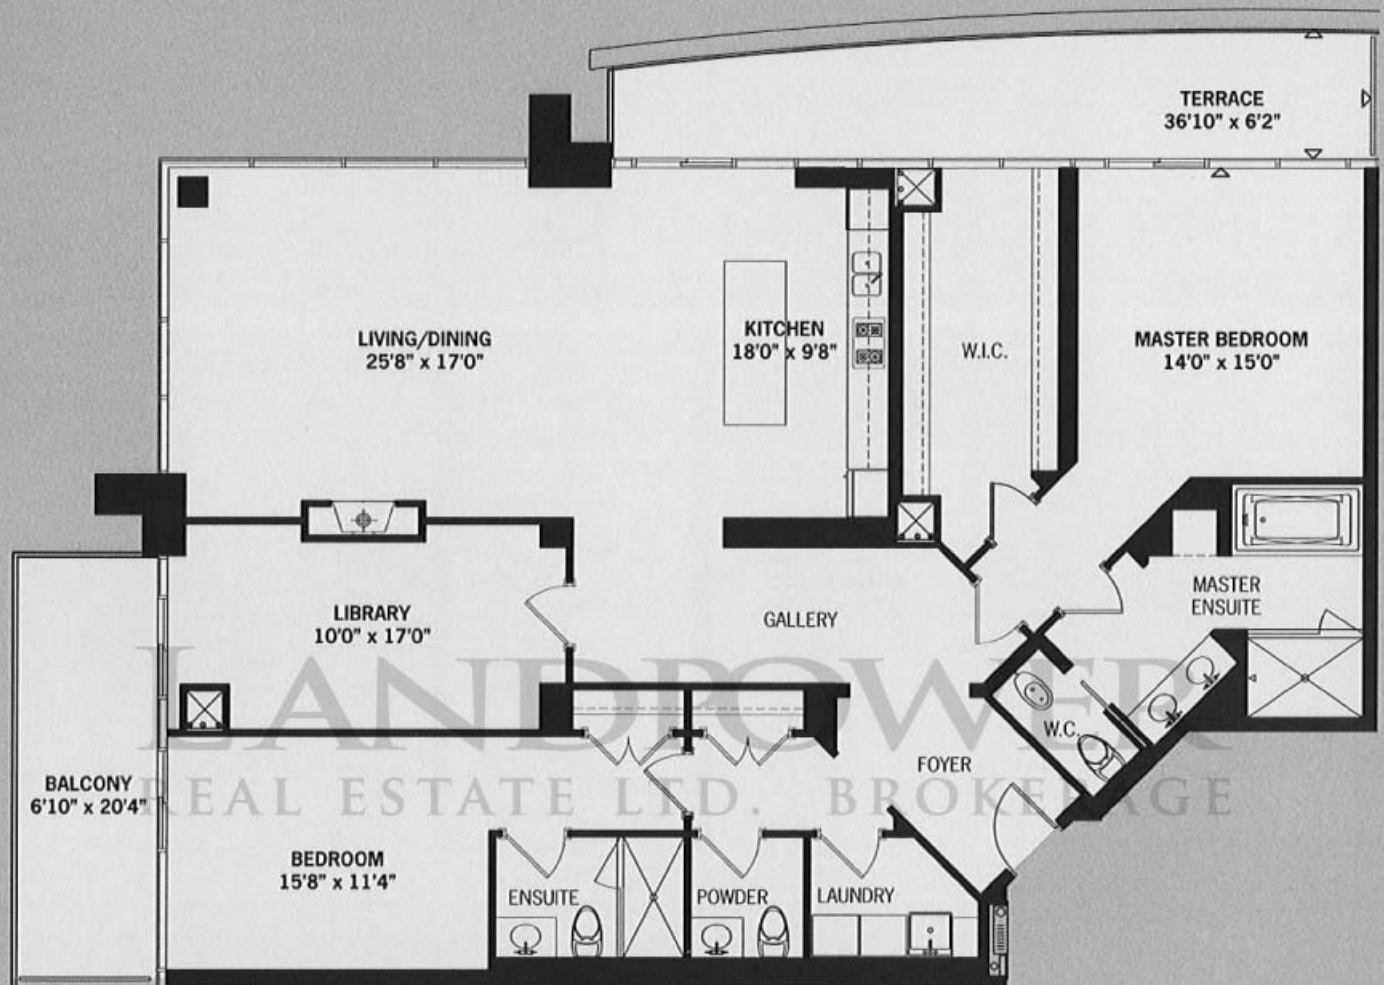 TERRACE
36'10" x 6'2"
LIVING/DINING
25'8" x 17'0"
KITCHEN
18'0" x 9'8"
W.I.C.
MASTER BEDROOM
14'0" x 15'0"
LIBRARY
10'0" x 17'0"
GALLERY
MASTER
ENSUITE
LANDPOWER
REAL ESTATE LTD. BROKERAGE
W.C.
FOYER
BALCONY
6'10" x 20'4"
BEDROOM
15'8" x 11'4"
ENSUITE
POWDER
LAUNDRY